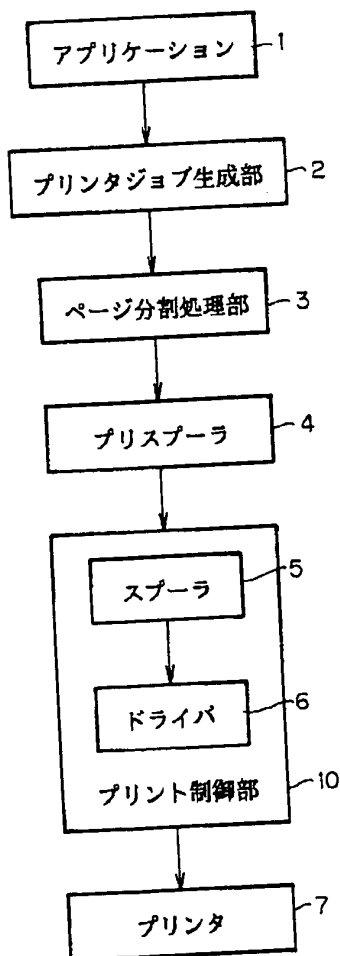 アプリケーション
1
プリンタジョブ生成部
2
ページ分割処理部
3
プリスプーラ
4
スプーラ
5
ドライバ
6
プリント制御部
10
プリンタ
7